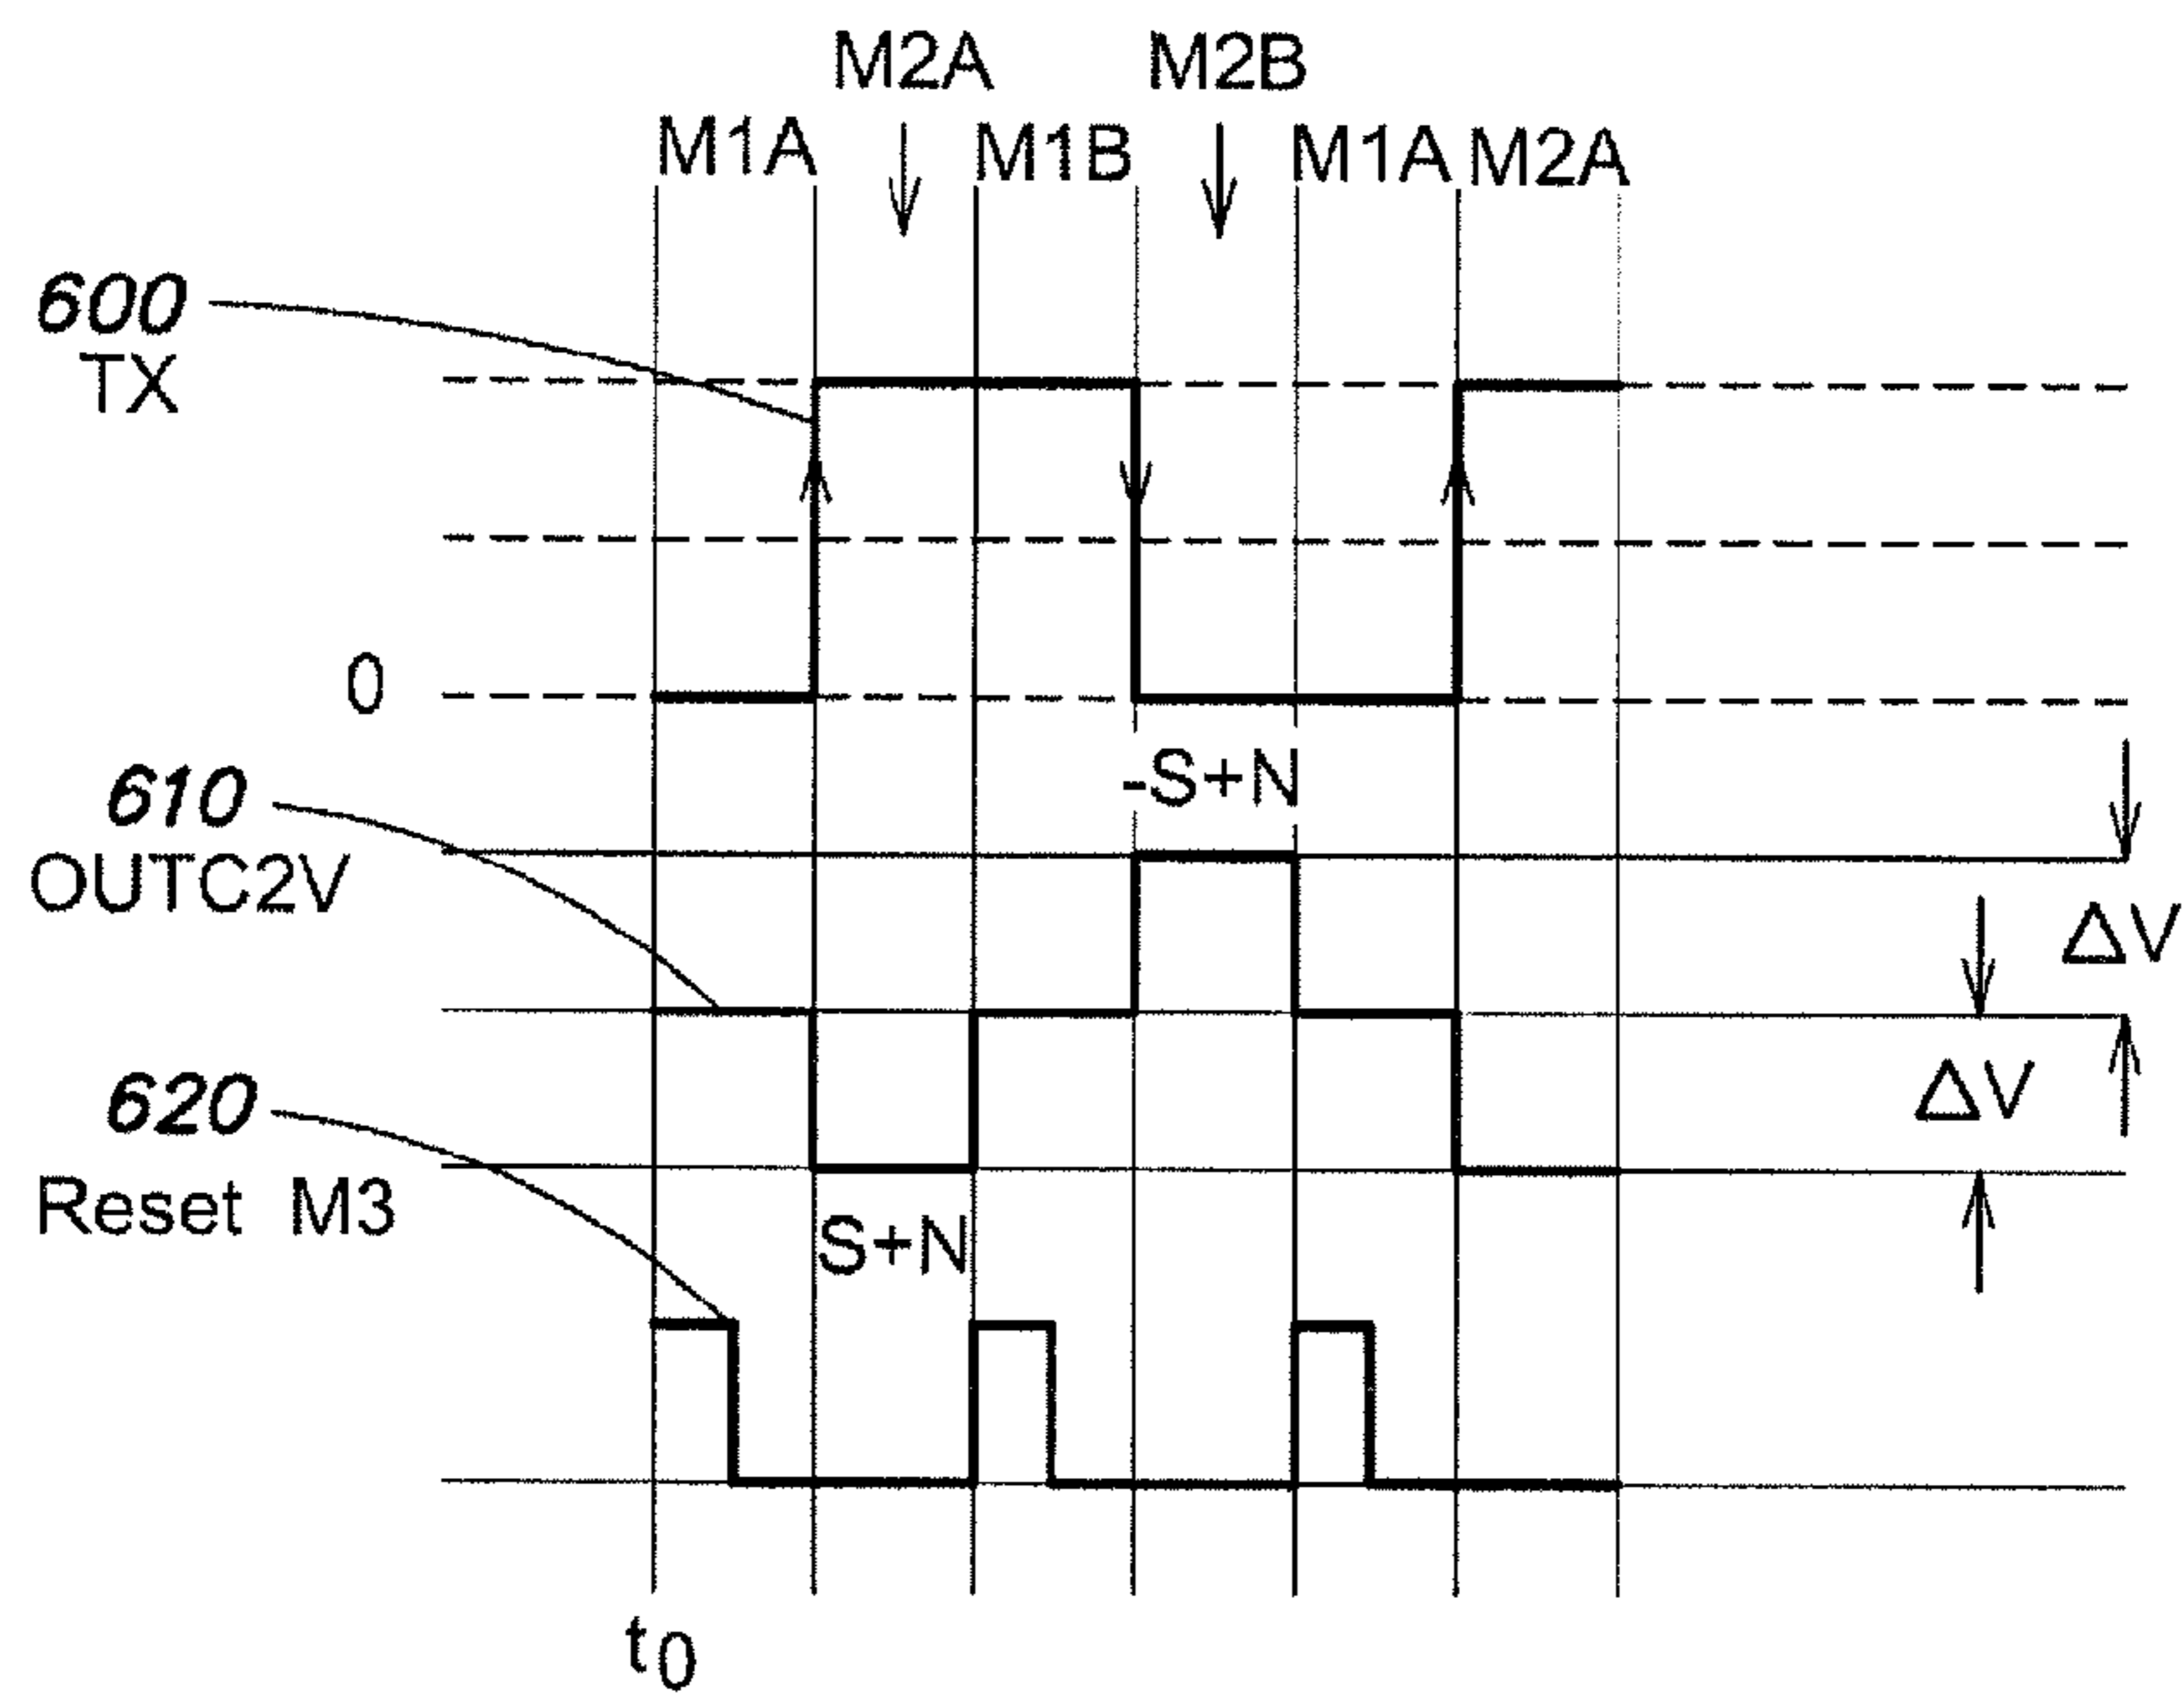 M2A M2B
M1A M1B M1A M2A
600
TX
0
-S+N
610
OUTC2V
ΔV
ΔV
620
Reset M3
S+N
t0